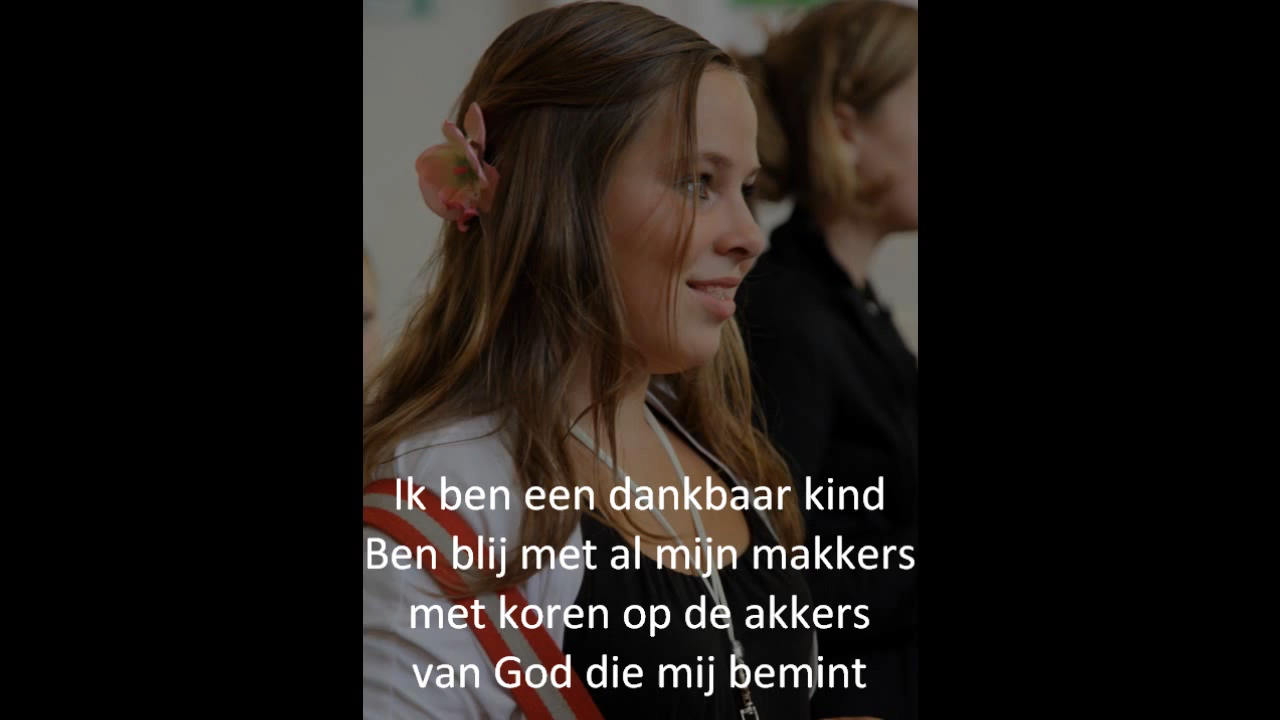 Ik ben een dankbaar kind
Ben blij met al mijn makkers
met koren op de akkers
van God die mij bemint